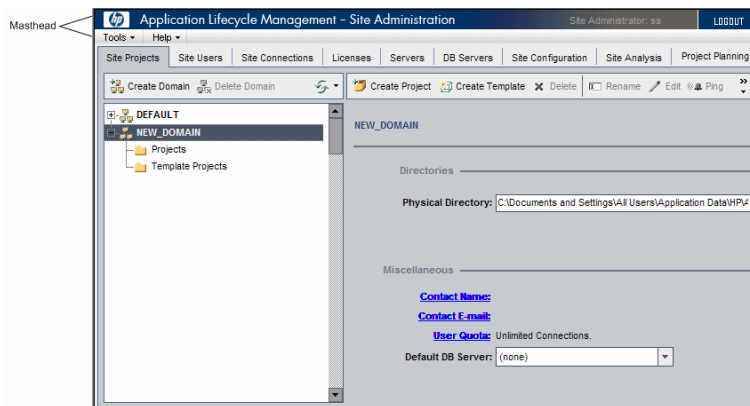 Masthead
hp Application Lifecycle Management – Site Administration Site Administrator: sa LOGOUT
Tools Help
Site Projects Site Users Site Connections Licenses Servers DB Servers Site Configuration Site Analysis Project Planning
Create Domain Delete Domain Create Project Create Template Delete Rename Edit Ping
DEFAULT
NEW_DOMAIN
Projects
Template Projects
NEW_DOMAIN
Directories
Physical Directory: C:\Documents and Settings\All Users\Application Data\HP\A
Miscellaneous
Contact Name:
Contact E-mail:
User Quota: Unlimited Connections.
Default DB Server: (none)